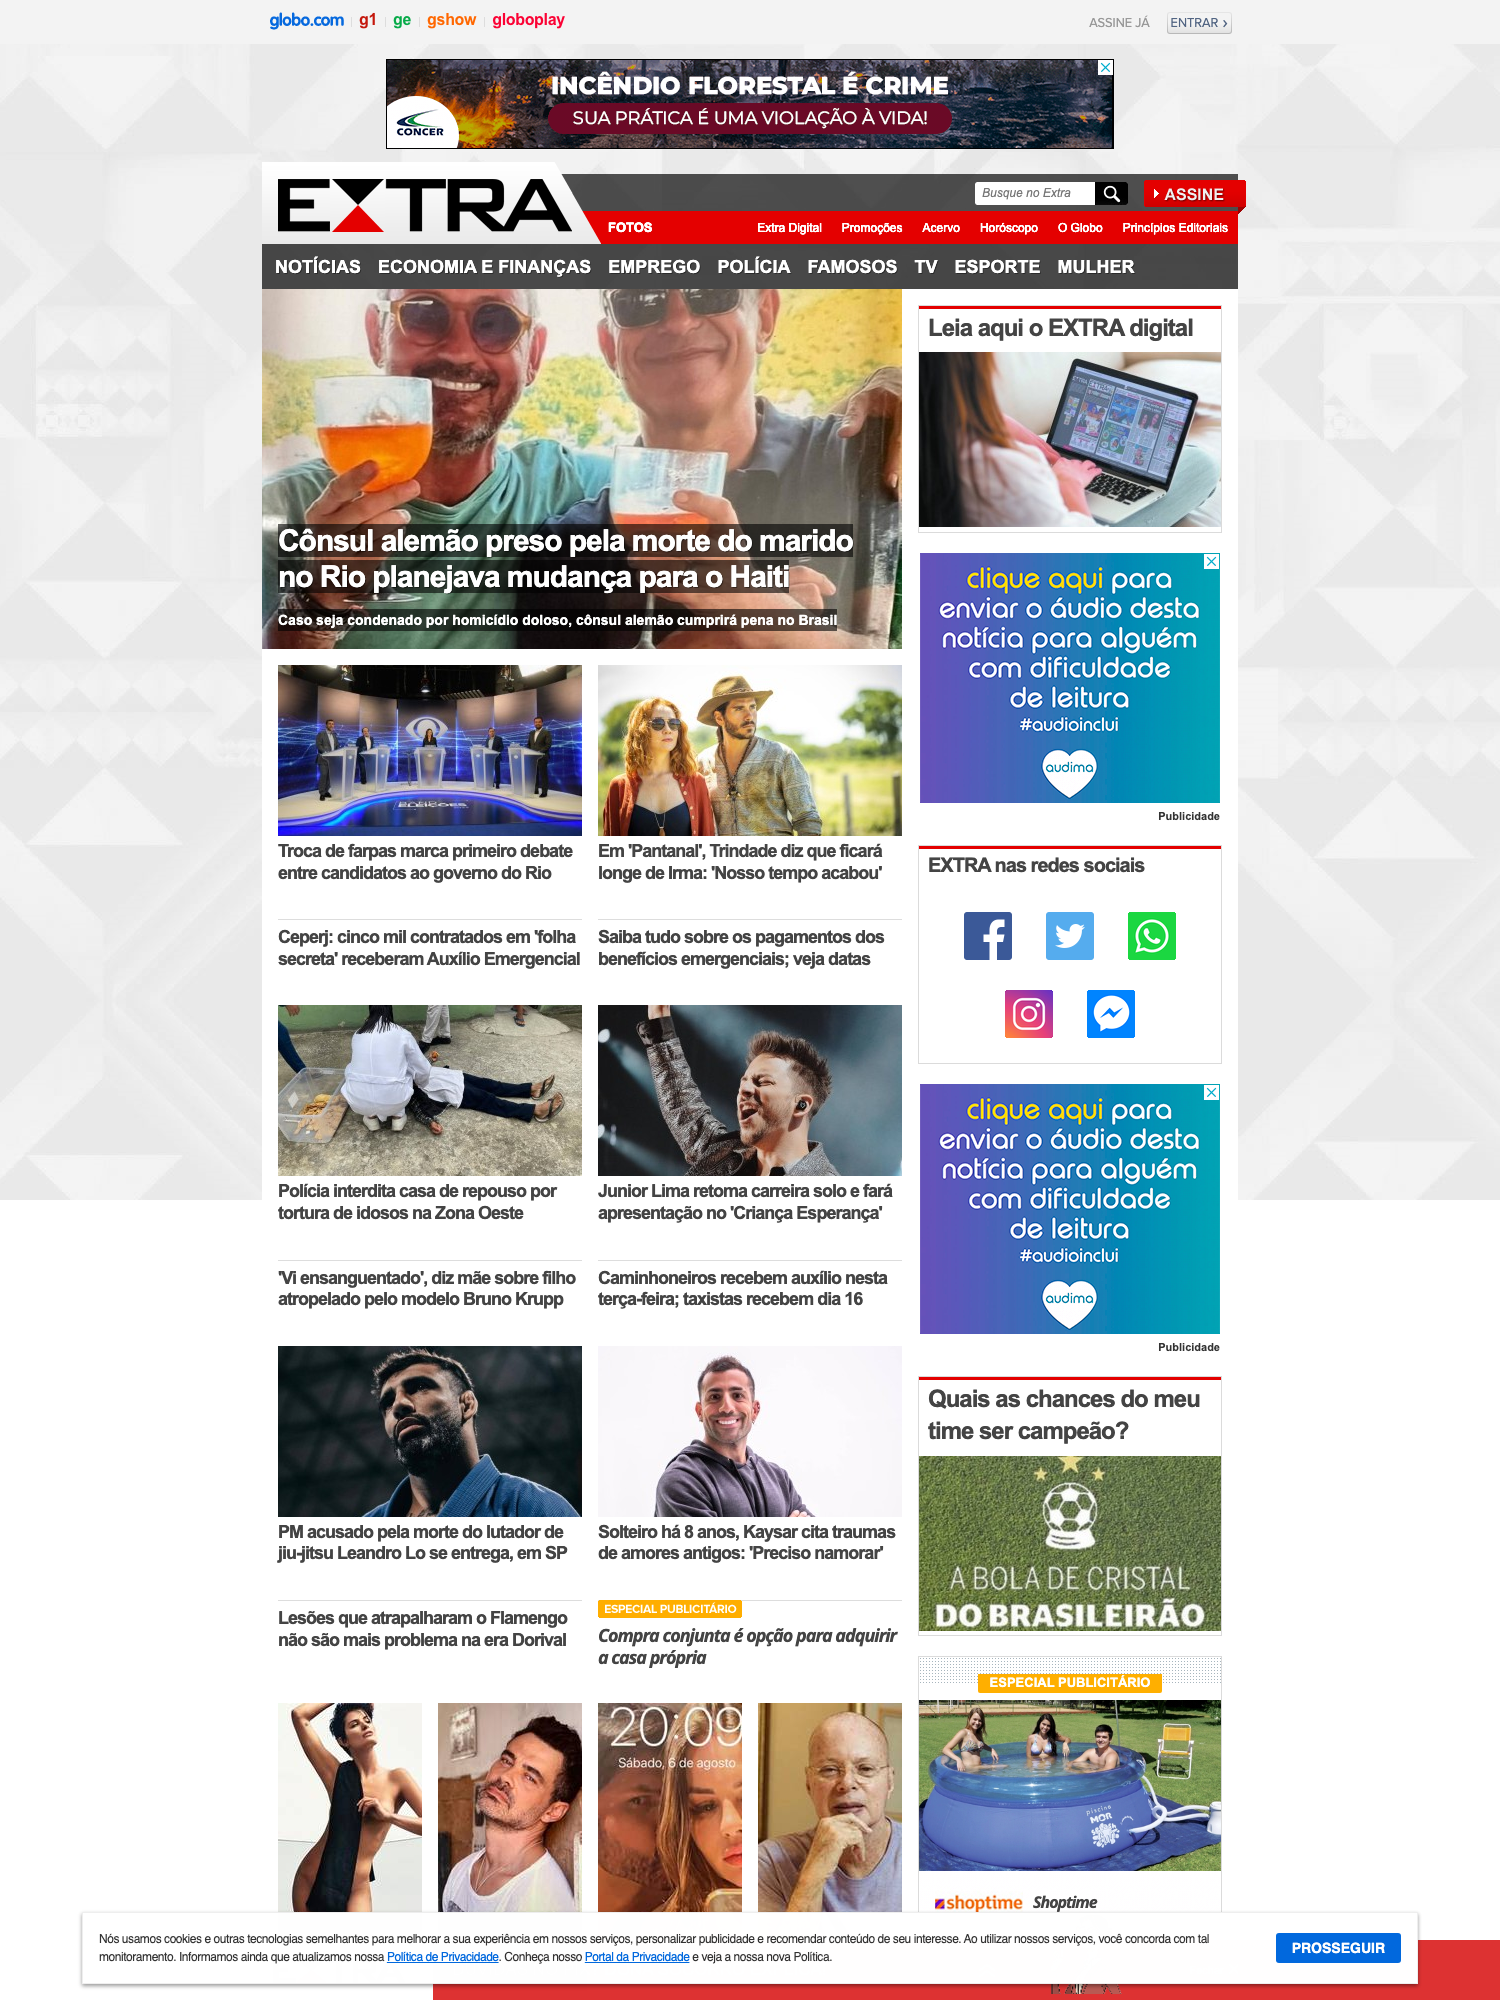 globo.com g1 ge gshow globoplay
ASSINE JÁ
ENTRAR ›
INCÊNDIO FLORESTAL É CRIME
SUA PRÁTICA É UMA VIOLAÇÃO À VIDA!
CONCER
EXTRA
Busque no Extra
ASSINE
FOTOS
Extra Digital Promoções Acervo Horóscopo O Globo Princípios Editoriais
NOTÍCIAS ECONOMIA E FINANÇAS EMPREGO POLÍCIA FAMOSOS TV ESPORTE MULHER
Cônsul alemão preso pela morte do marido
no Rio planejava mudança para o Haiti
Caso seja condenado por homicídio doloso, cônsul alemão cumprirá pena no Brasil
Troca de farpas marca primeiro debate
entre candidatos ao governo do Rio
Em 'Pantanal', Trindade diz que ficará
longe de Irma: 'Nosso tempo acabou'
Ceperj: cinco mil contratados em 'folha
secreta' receberam Auxílio Emergencial
Saiba tudo sobre os pagamentos dos
benefícios emergenciais; veja datas
Polícia interdita casa de repouso por
tortura de idosos na Zona Oeste
Junior Lima retoma carreira solo e fará
apresentação no 'Criança Esperança'
'Vi ensanguentado', diz mãe sobre filho
atropelado pelo modelo Bruno Krupp
Caminhoneiros recebem auxílio nesta
terça-feira; taxistas recebem dia 16
PM acusado pela morte do lutador de
jiu-jitsu Leandro Lo se entrega, em SP
Solteiro há 8 anos, Kaysar cita traumas
de amores antigos: 'Preciso namorar'
Lesões que atrapalharam o Flamengo
não são mais problema na era Dorival
ESPECIAL PUBLICITÁRIO
Compra conjunta é opção para adquirir
a casa própria
20:09
Sábado, 6 de agosto
Leia aqui o EXTRA digital
clique aqui para
enviar o áudio desta
notícia para alguém
com dificuldade
de leitura
#audioinclui
audima
Publicidade
EXTRA nas redes sociais
clique aqui para
enviar o áudio desta
notícia para alguém
com dificuldade
de leitura
#audioinclui
audima
Publicidade
Quais as chances do meu
time ser campeão?
A BOLA DE CRISTAL
DO BRASILEIRÃO
ESPECIAL PUBLICITÁRIO
piscina
MOR
shoptime Shoptime
Nós usamos cookies e outras tecnologias semelhantes para melhorar a sua experiência em nossos serviços, personalizar publicidade e recomendar conteúdo de seu interesse. Ao utilizar nossos serviços, você concorda com tal
monitoramento. Informamos ainda que atualizamos nossa Política de Privacidade. Conheça nosso Portal da Privacidade e veja a nossa nova Política.
PROSSEGUIR